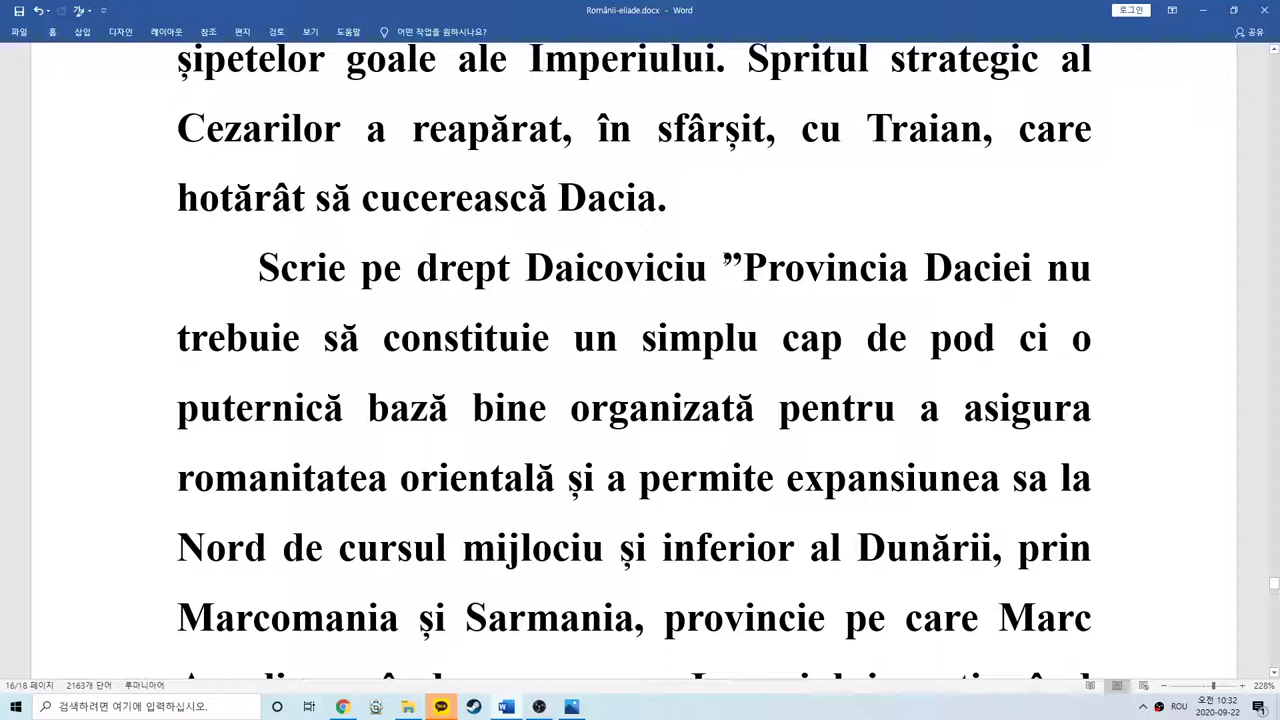 Românii-eliade.docx - Word
로그인
파일 홈 삽입 디자인 레이아웃 참조 편지 검토 보기 도움말 어떤 작업을 원하시나요? 공유
șipetelor goale ale Imperiului. Spritul strategic al
Cezarilor a reapărat, în sfârșit, cu Traian, care
hotărât să cucerească Dacia.
Scrie pe drept Daicoviciu ”Provincia Daciei nu
trebuie să constituie un simplu cap de pod ci o
puternică bază bine organizată pentru a asigura
romanitatea orientală și a permite expansiunea sa la
Nord de cursul mijlociu și inferior al Dunării, prin
Marcomania și Sarmania, provincie pe care Marc
16/18 페이지 2163개 단어 루마니아어 228%
검색하려면 여기에 입력하십시오.
ROU
오전 10:32
2020-09-22